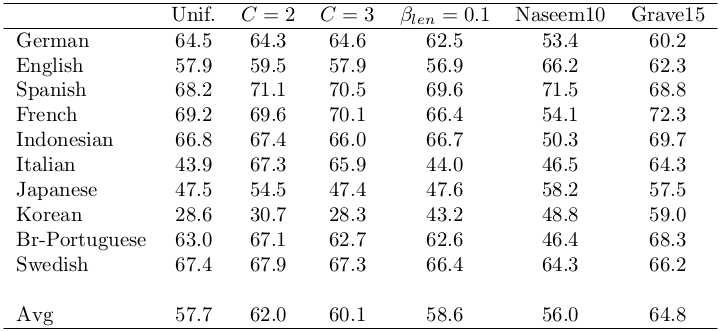 Unif. C = 2 C = 3 β_len = 0.1 Naseem10 Grave15
German 64.5 64.3 64.6 62.5 53.4 60.2
English 57.9 59.5 57.9 56.9 66.2 62.3
Spanish 68.2 71.1 70.5 69.6 71.5 68.8
French 69.2 69.6 70.1 66.4 54.1 72.3
Indonesian 66.8 67.4 66.0 66.7 50.3 69.7
Italian 43.9 67.3 65.9 44.0 46.5 64.3
Japanese 47.5 54.5 47.4 47.6 58.2 57.5
Korean 28.6 30.7 28.3 43.2 48.8 59.0
Br-Portuguese 63.0 67.1 62.7 62.6 46.4 68.3
Swedish 67.4 67.9 67.3 66.4 64.3 66.2
Avg 57.7 62.0 60.1 58.6 56.0 64.8